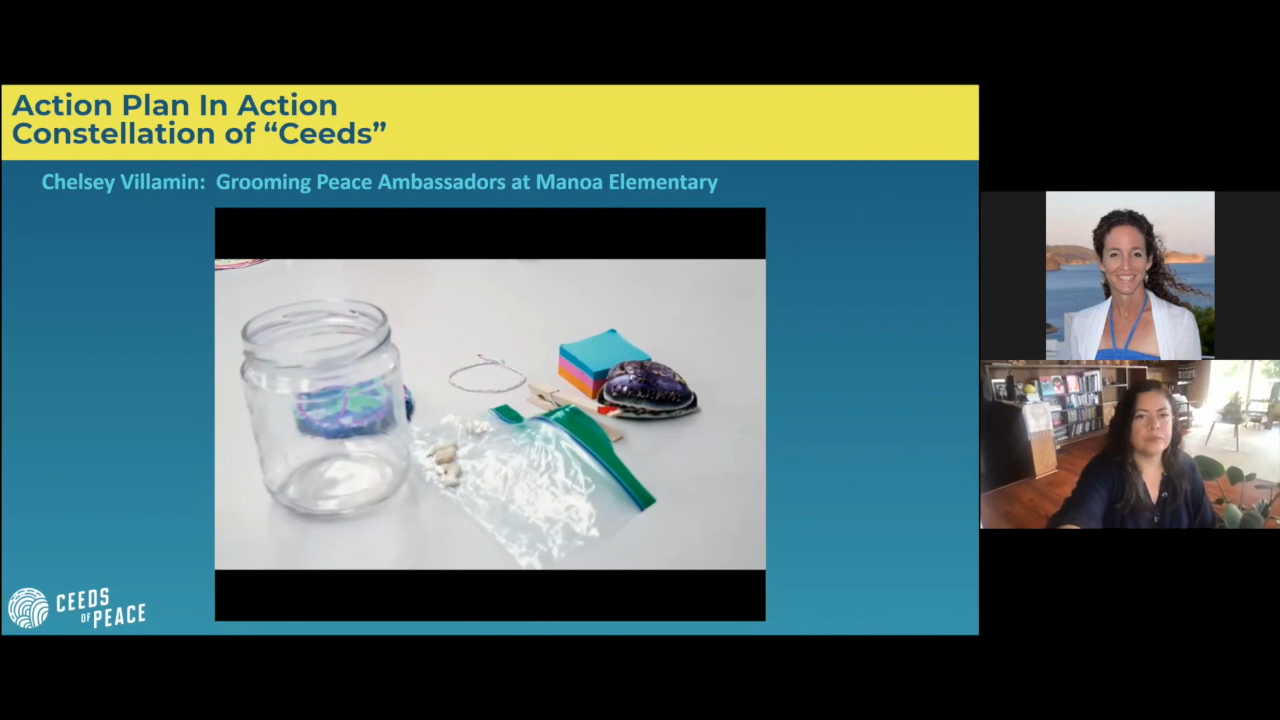 Action Plan In Action
Constellation of “Ceeds”
Chelsey Villamin: Grooming Peace Ambassadors at Manoa Elementary
CEEDS
OF PEACE